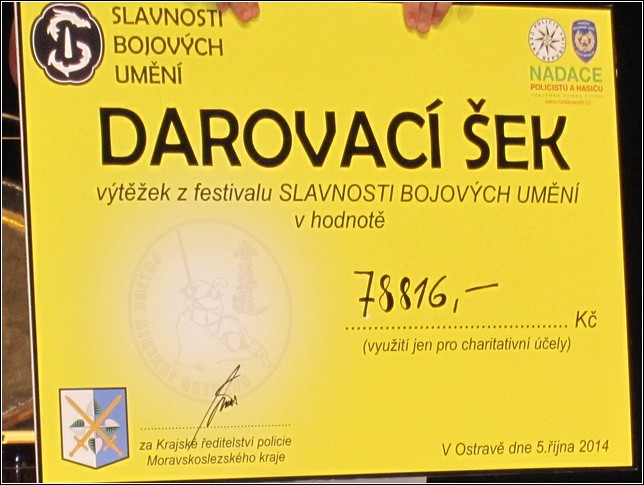 SLAVNOSTI
BOJOVÝCH
UMĚNÍ
NADACE
POLICISTŮ A HASIČŮ
DAROVACÍ ŠEK
výtěžek z festivalu SLAVNOSTI BOJOVÝCH UMĚNÍ
v hodnotě
78816,-
Kč
(využití jen pro charitativní účely)
za Krajské ředitelství policie
Moravskoslezského kraje
V Ostravě dne 5.října 2014